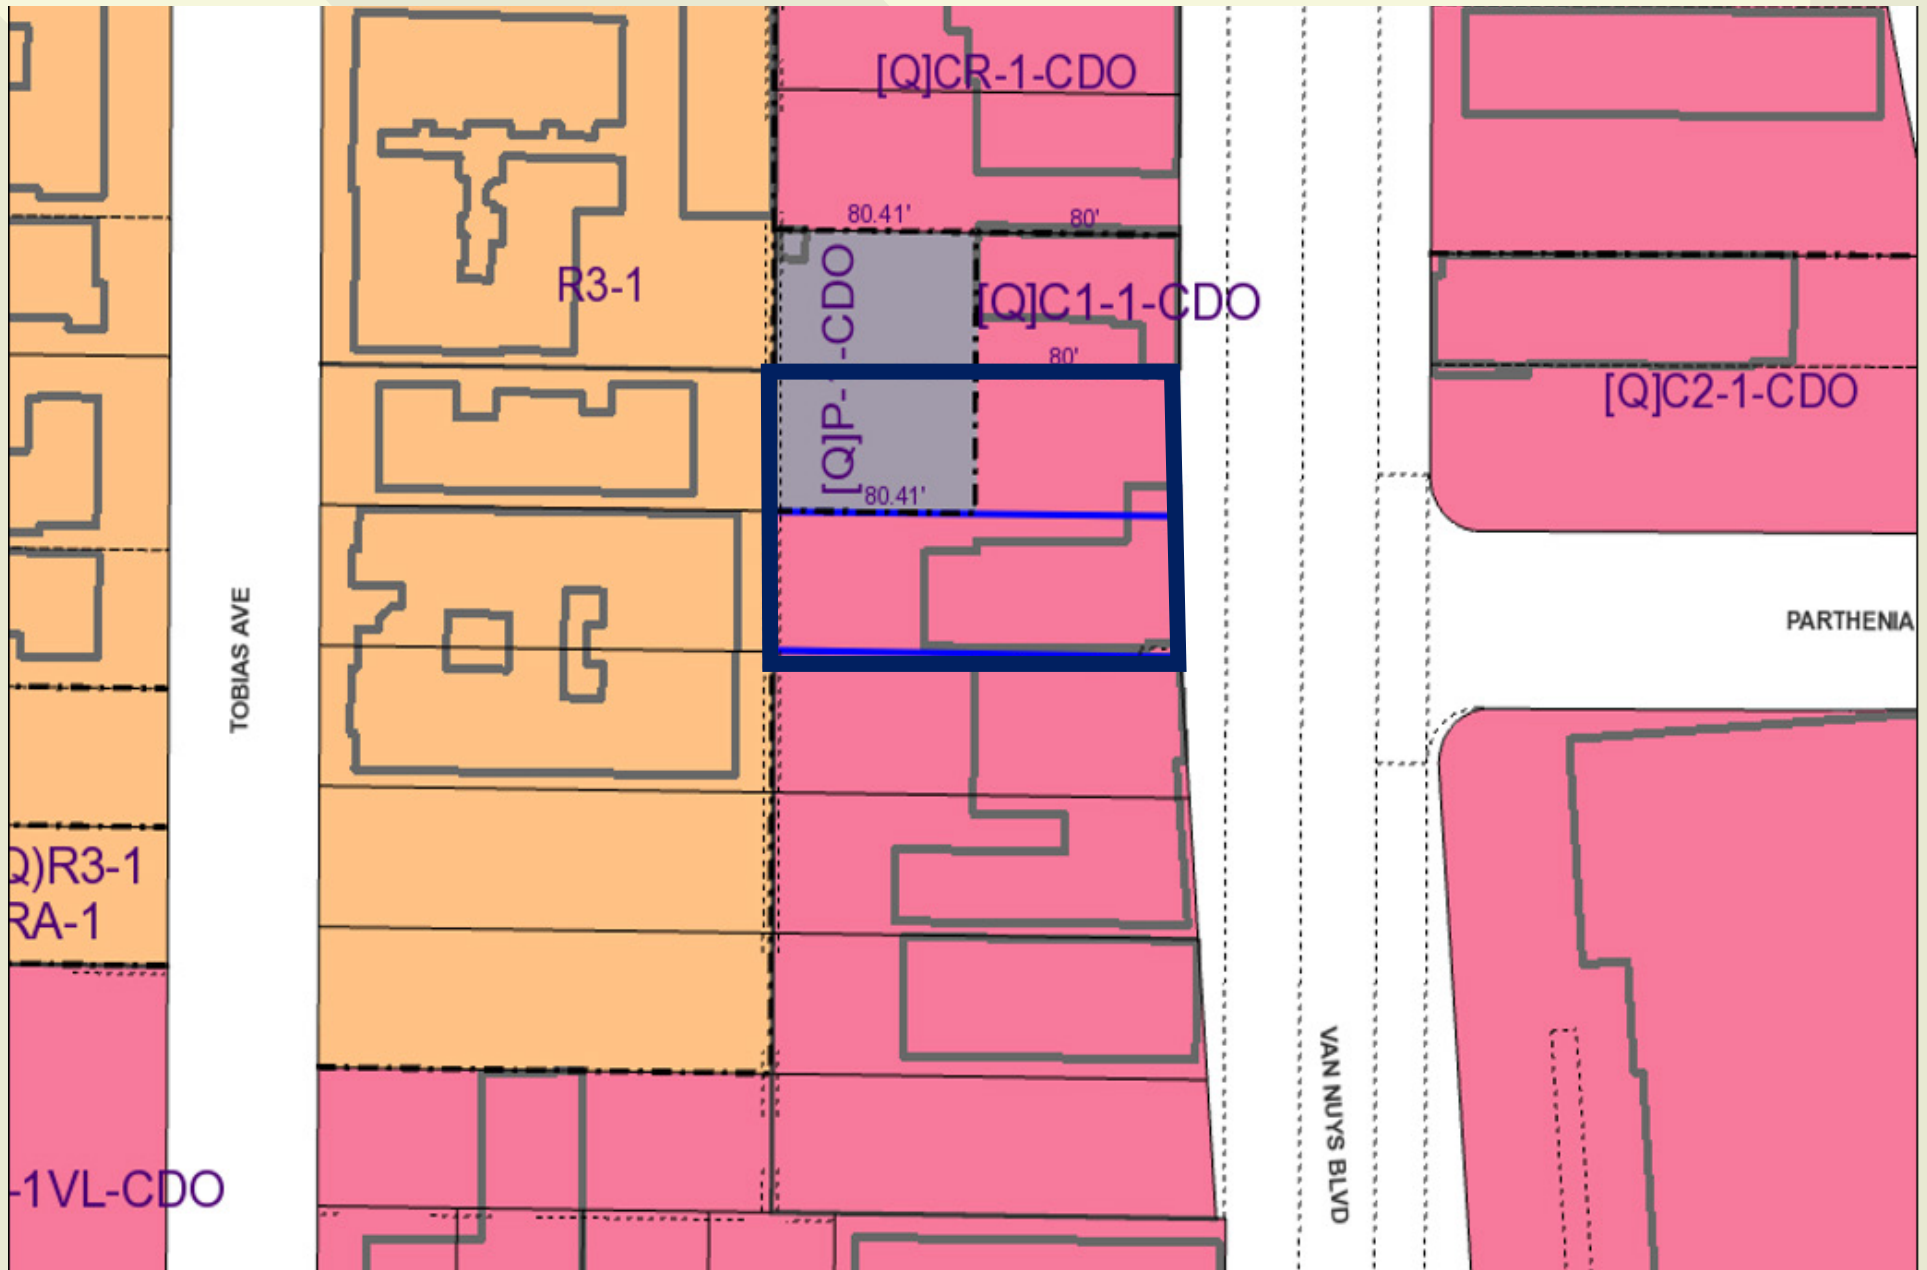 [Q]CR-1-CDO
80.41'
80'
[Q]P- -CDO
[Q]C1-1-CDO
R3-1
80'
[Q]C2-1-CDO
80.41'
TOBIAS AVE
PARTHENIA
Q)R3-1
RA-1
VAN NUYS BLVD
-1VL-CDO